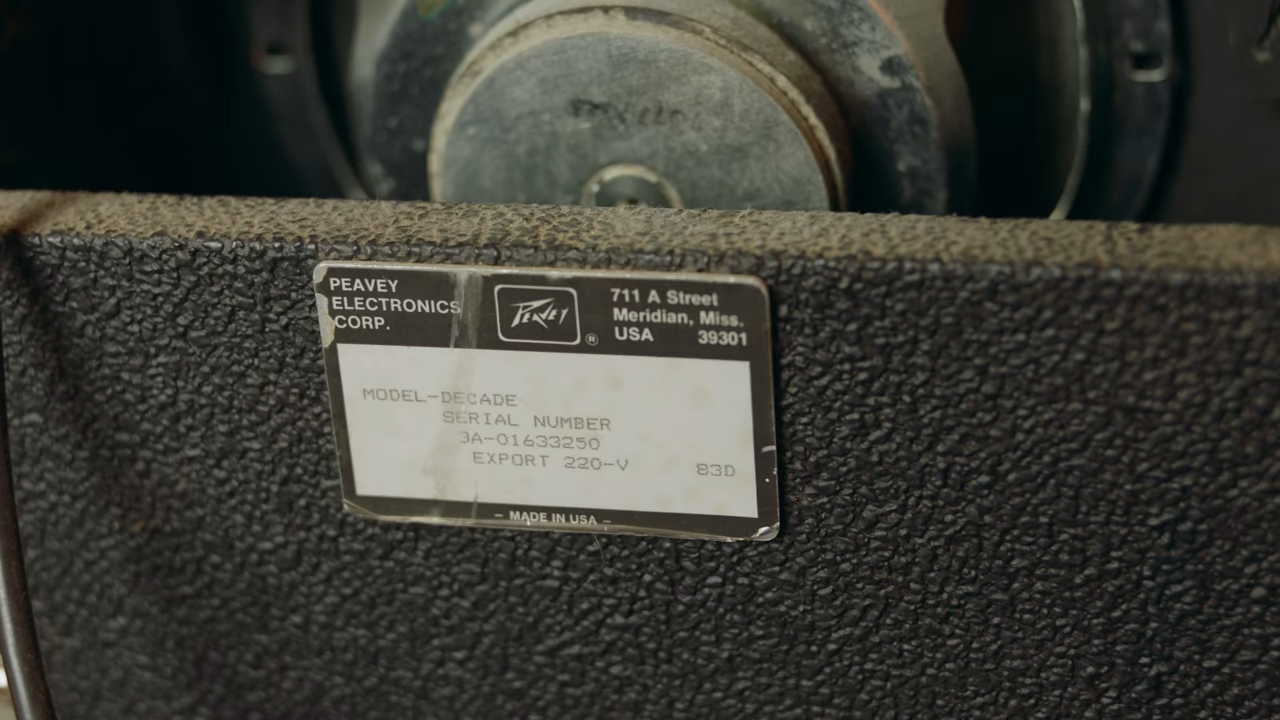 PEAVEY
ELECTRONICS
CORP.
PEAVEY
®
711 A Street
Meridian, Miss.
USA 39301
MODEL-DECADE
SERIAL NUMBER
3A-01633250
EXPORT 220-V 83D
– MADE IN USA –